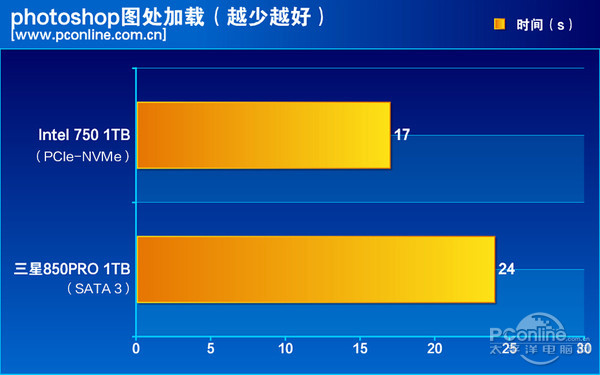 photoshop图处加载（越少越好）
[www.pconline.com.cn]
时间（s）
Intel 750 1TB
（PCIe-NVMe）
17
三星850PRO 1TB
（SATA 3）
24
0 5 10 15 20 25 30
PConline
.com.cn
太平洋电脑网